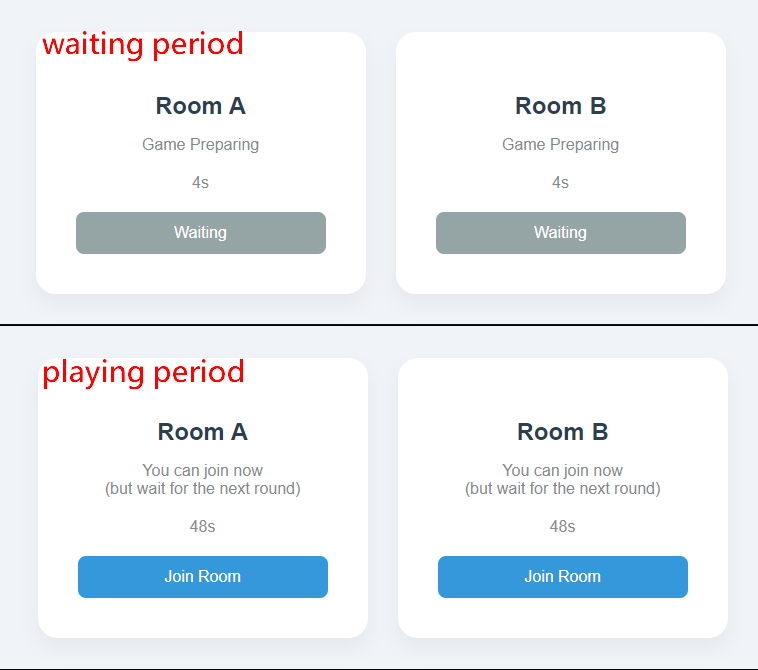 waiting period
Room A
Game Preparing
4s
Waiting
Room B
Game Preparing
4s
Waiting
playing period
Room A
You can join now
(but wait for the next round)
48s
Join Room
Room B
You can join now
(but wait for the next round)
48s
Join Room